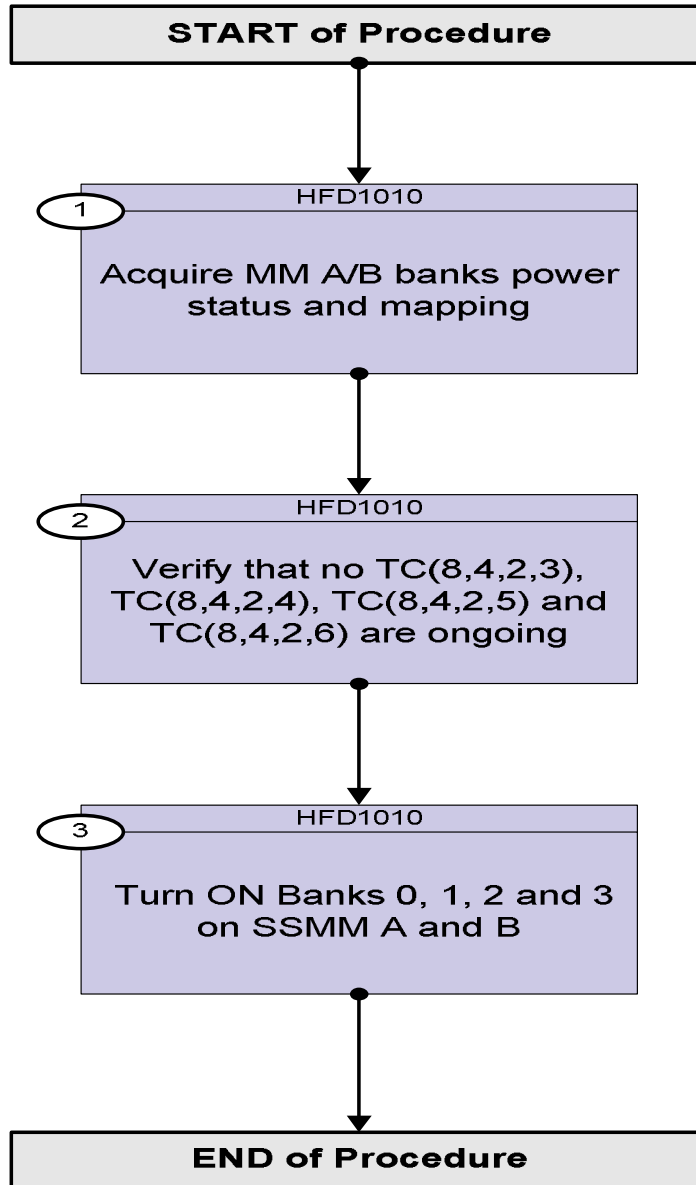 START of Procedure
HFD1010
1
Acquire MM A/B banks power
status and mapping
HFD1010
2
Verify that no TC(8,4,2,3),
TC(8,4,2,4), TC(8,4,2,5) and
TC(8,4,2,6) are ongoing
HFD1010
3
Turn ON Banks 0, 1, 2 and 3
on SSMM A and B
END of Procedure